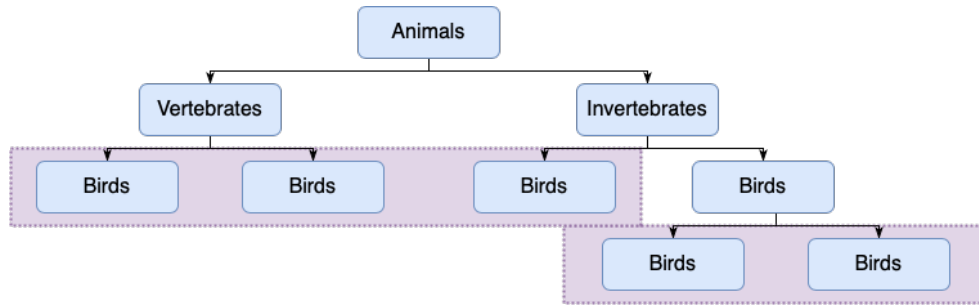 Animals
Vertebrates
Invertebrates
Birds
Birds
Birds
Birds
Birds
Birds